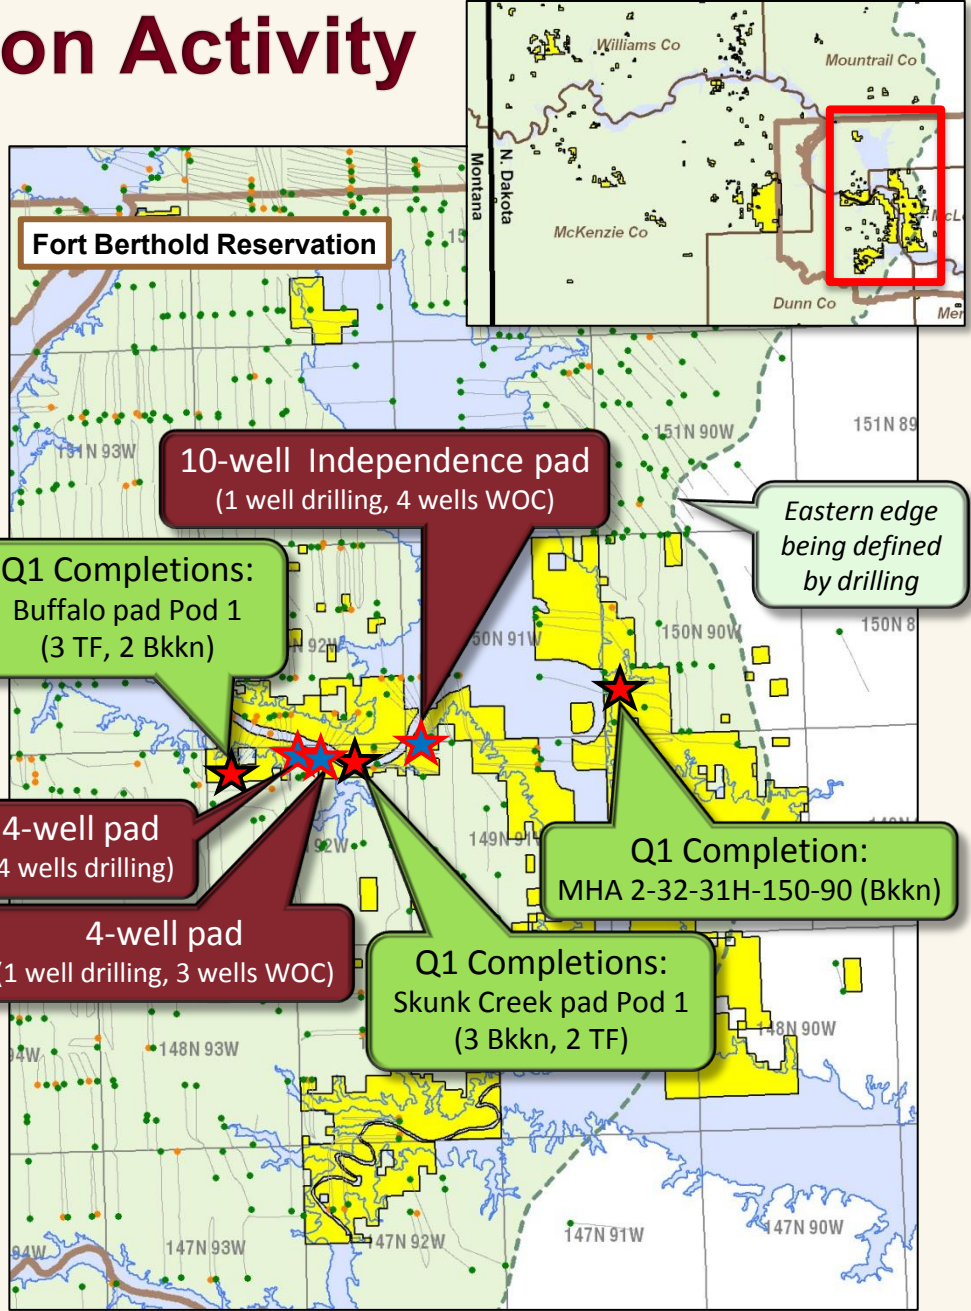 on Activity
Williams Co
Mountrail Co
Montana
N. Dakota
McKenzie Co
Dunn Co
Fort Berthold Reservation
151N 93W
151N 90W
151N 89
10-well Independence pad
(1 well drilling, 4 wells WOC)
Eastern edge
being defined
by drilling
Q1 Completions:
Buffalo pad Pod 1
(3 TF, 2 Bkkn)
N 92W
50N 91W
150N 90W
150N 8
4-well pad
4 wells drilling)
92W
149N 91W
Q1 Completion:
MHA 2-32-31H-150-90 (Bkkn)
4-well pad
(1 well drilling, 3 wells WOC)
Q1 Completions:
Skunk Creek pad Pod 1
(3 Bkkn, 2 TF)
94W
148N 93W
148N 90W
94W
147N 93W
147N 92W
147N 91W
147N 90W